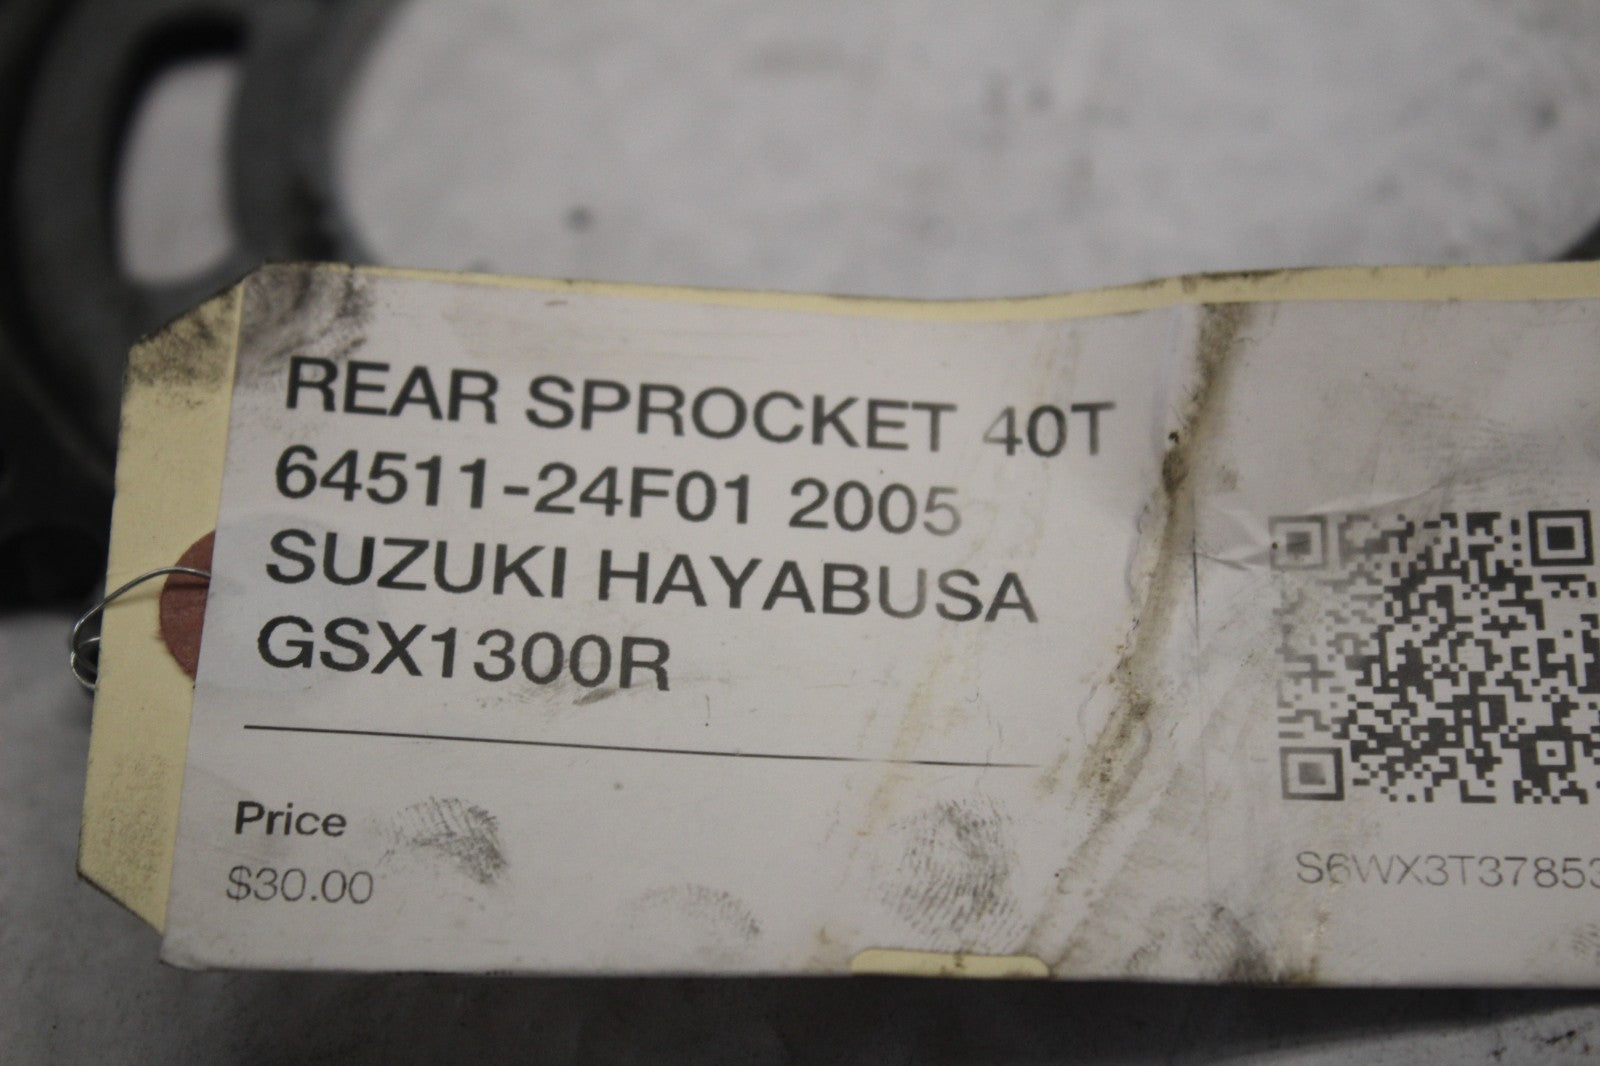 REAR SPROCKET 40T
64511-24F01 2005
SUZUKI HAYABUSA
GSX1300R
Price
$30.00
S6WX3T37853